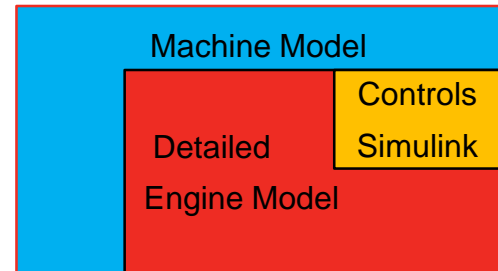 Machine Model
Controls
Simulink
Detailed
Engine Model